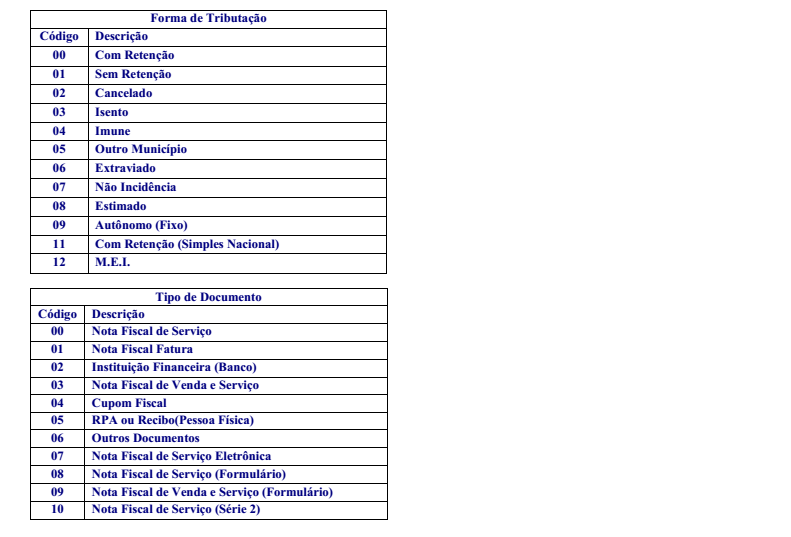 Forma de Tributação
Código Descrição
00 Com Retenção
01 Sem Retenção
02 Cancelado
03 Isento
04 Imune
05 Outro Município
06 Extraviado
07 Não Incidência
08 Estimado
09 Autônomo (Fixo)
11 Com Retenção (Simples Nacional)
12 M.E.I.
Tipo de Documento
Código Descrição
00 Nota Fiscal de Serviço
01 Nota Fiscal Fatura
02 Instituição Financeira (Banco)
03 Nota Fiscal de Venda e Serviço
04 Cupom Fiscal
05 RPA ou Recibo(Pessoa Física)
06 Outros Documentos
07 Nota Fiscal de Serviço Eletrônica
08 Nota Fiscal de Serviço (Formulário)
09 Nota Fiscal de Venda e Serviço (Formulário)
10 Nota Fiscal de Serviço (Série 2)